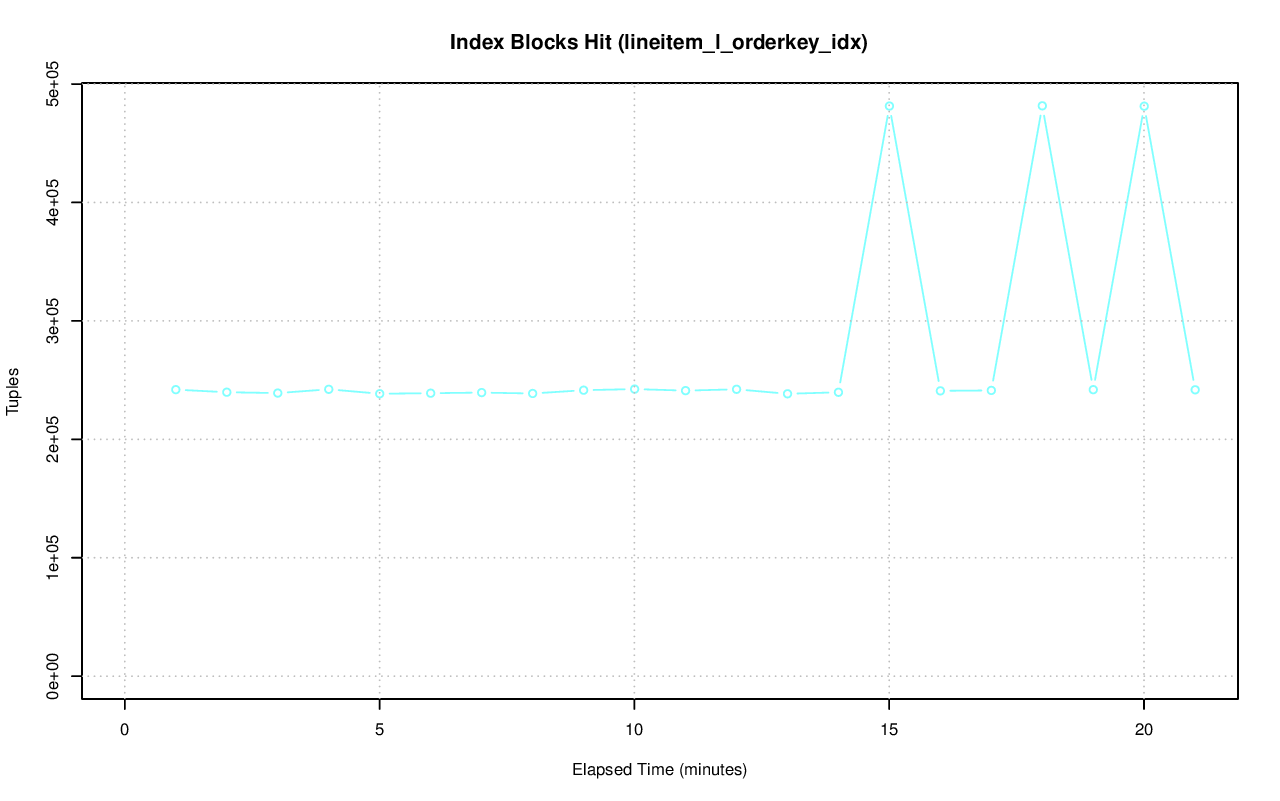 Index Blocks Hit (lineitem_l_orderkey_idx)
5e+05
4e+05
3e+05
2e+05
1e+05
0e+00
Tuples
0 5 10 15 20
Elapsed Time (minutes)